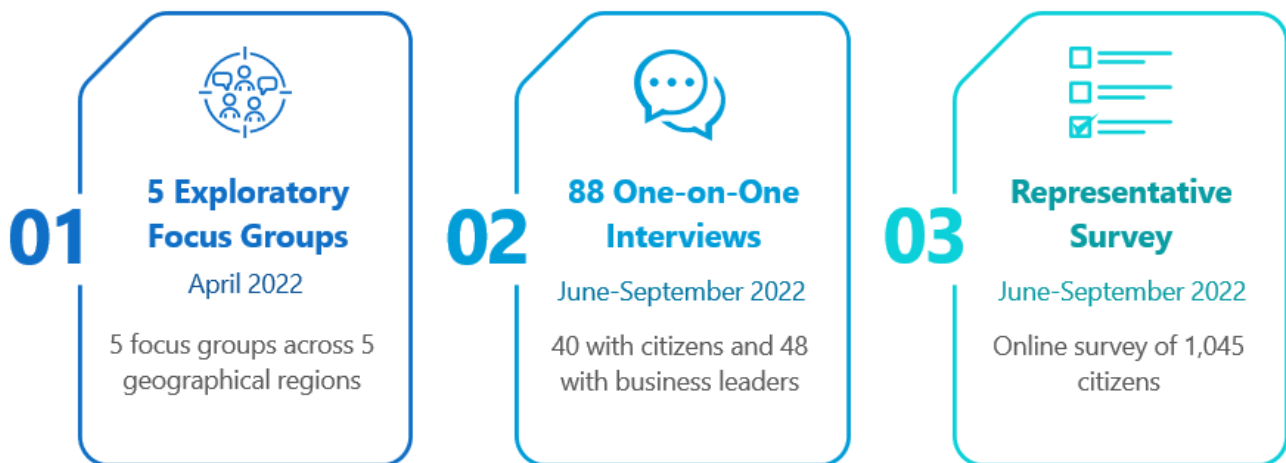 01
5 Exploratory
Focus Groups
April 2022
5 focus groups across 5
geographical regions
02
88 One-on-One
Interviews
June-September 2022
40 with citizens and 48
with business leaders
03
Representative
Survey
June-September 2022
Online survey of 1,045
citizens